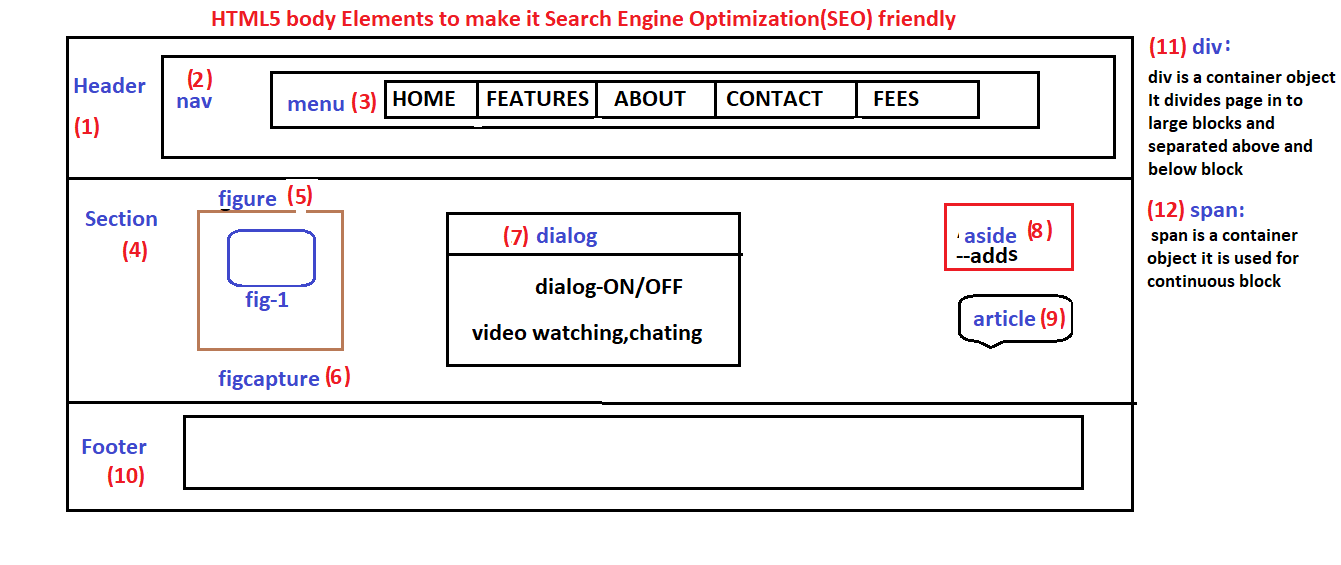 HTML5 body Elements to make it Search Engine Optimization(SEO) friendly
Header
(1)
(2)
nav
menu (3)
HOME FEATURES ABOUT CONTACT FEES
Section
(4)
figure (5)
fig-1
figcapture (6)
(7) dialog
dialog-ON/OFF
video watching,chating
aside (8)
--adds
article (9)
Footer
(10)
(11) div:
div is a container object
It divides page in to
large blocks and
separated above and
below block
(12) span:
span is a container
object it is used for
continuous block